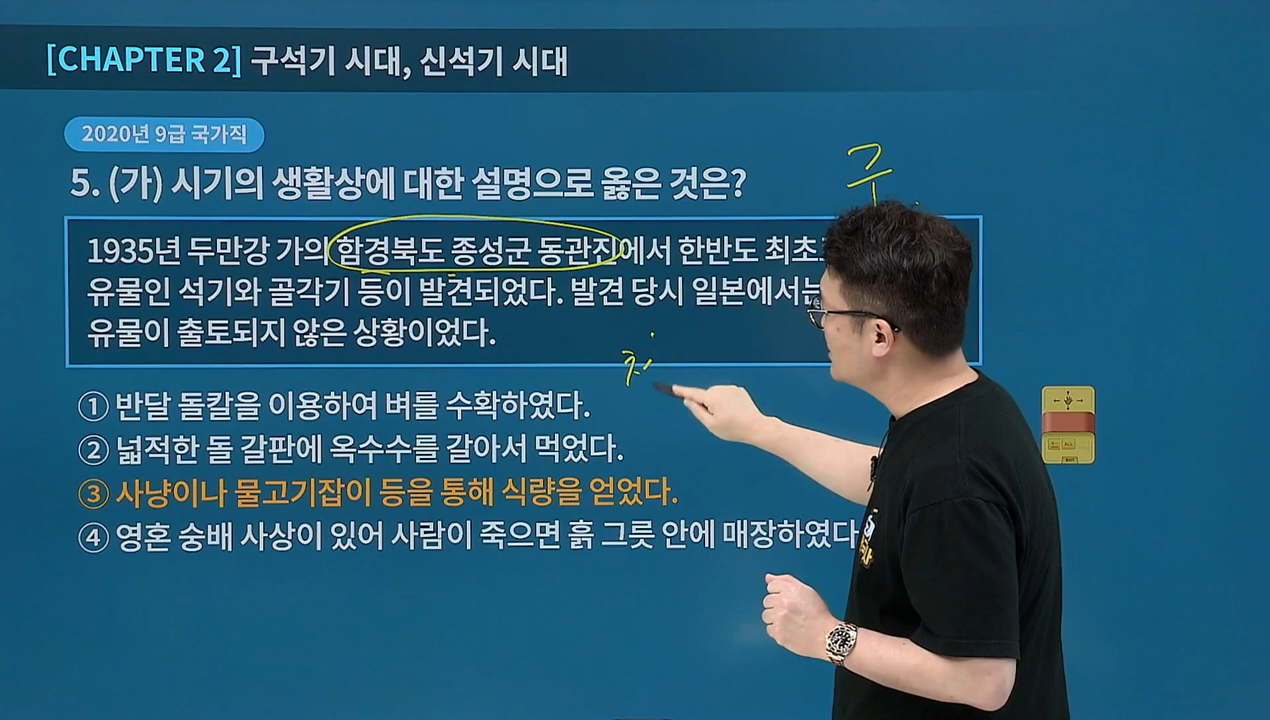 [CHAPTER 2] 구석기 시대, 신석기 시대
2020년 9급 국가직
5. (가) 시기의 생활상에 대한 설명으로 옳은 것은?
구
1935년 두만강 가의 함경북도 종성군 동관진에서 한반도 최초
유물인 석기와 골각기 등이 발견되었다. 발견 당시 일본에서는
유물이 출토되지 않은 상황이었다.
① 반달 돌칼을 이용하여 벼를 수확하였다.
② 넓적한 돌 갈판에 옥수수를 갈아서 먹었다.
③ 사냥이나 물고기잡이 등을 통해 식량을 얻었다.
④ 영혼 숭배 사상이 있어 사람이 죽으면 흙 그릇 안에 매장하였다